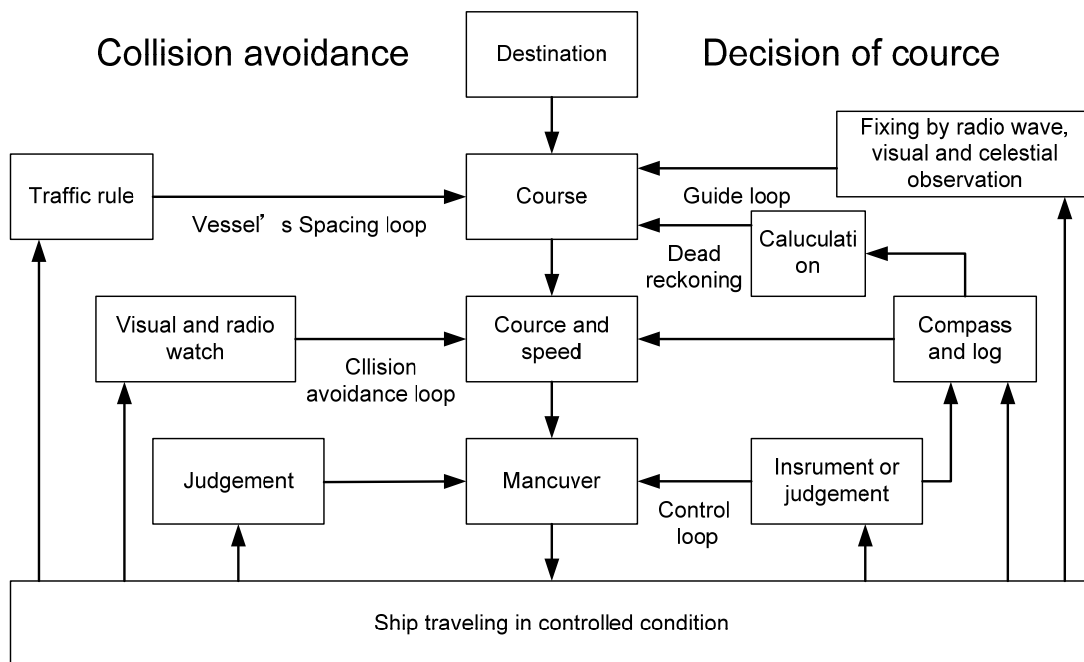 Collision avoidance
Destination
Decision of cource
Fixing by radio wave,
visual and celestial
observation
Traffic rule
Course
Vessel’ s Spacing loop
Guide loop
Dead
reckoning
Caluculati
on
Visual and radio
watch
Cource and
speed
Compass
and log
Cllision
avoidance loop
Judgement
Mancuver
Insrument or
judgement
Control
loop
Ship traveling in controlled condition